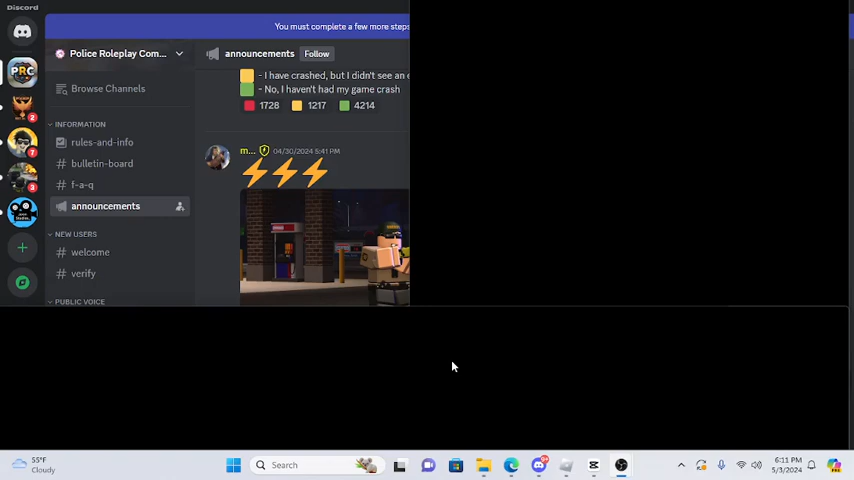 Discord
You must complete a few more steps
Police Roleplay Com...
announcements
Follow
- I have crashed, but I didn't see an e
- No, I haven't had my game crash
1728
1217
4214
Browse Channels
INFORMATION
rules-and-info
bulletin-board
f-a-q
announcements
NEW USERS
welcome
verify
PUBLIC VOICE
m...
04/30/2024 5:41 PM
PRC
2
7
3
55°F
Cloudy
Search
6:11 PM
5/3/2024